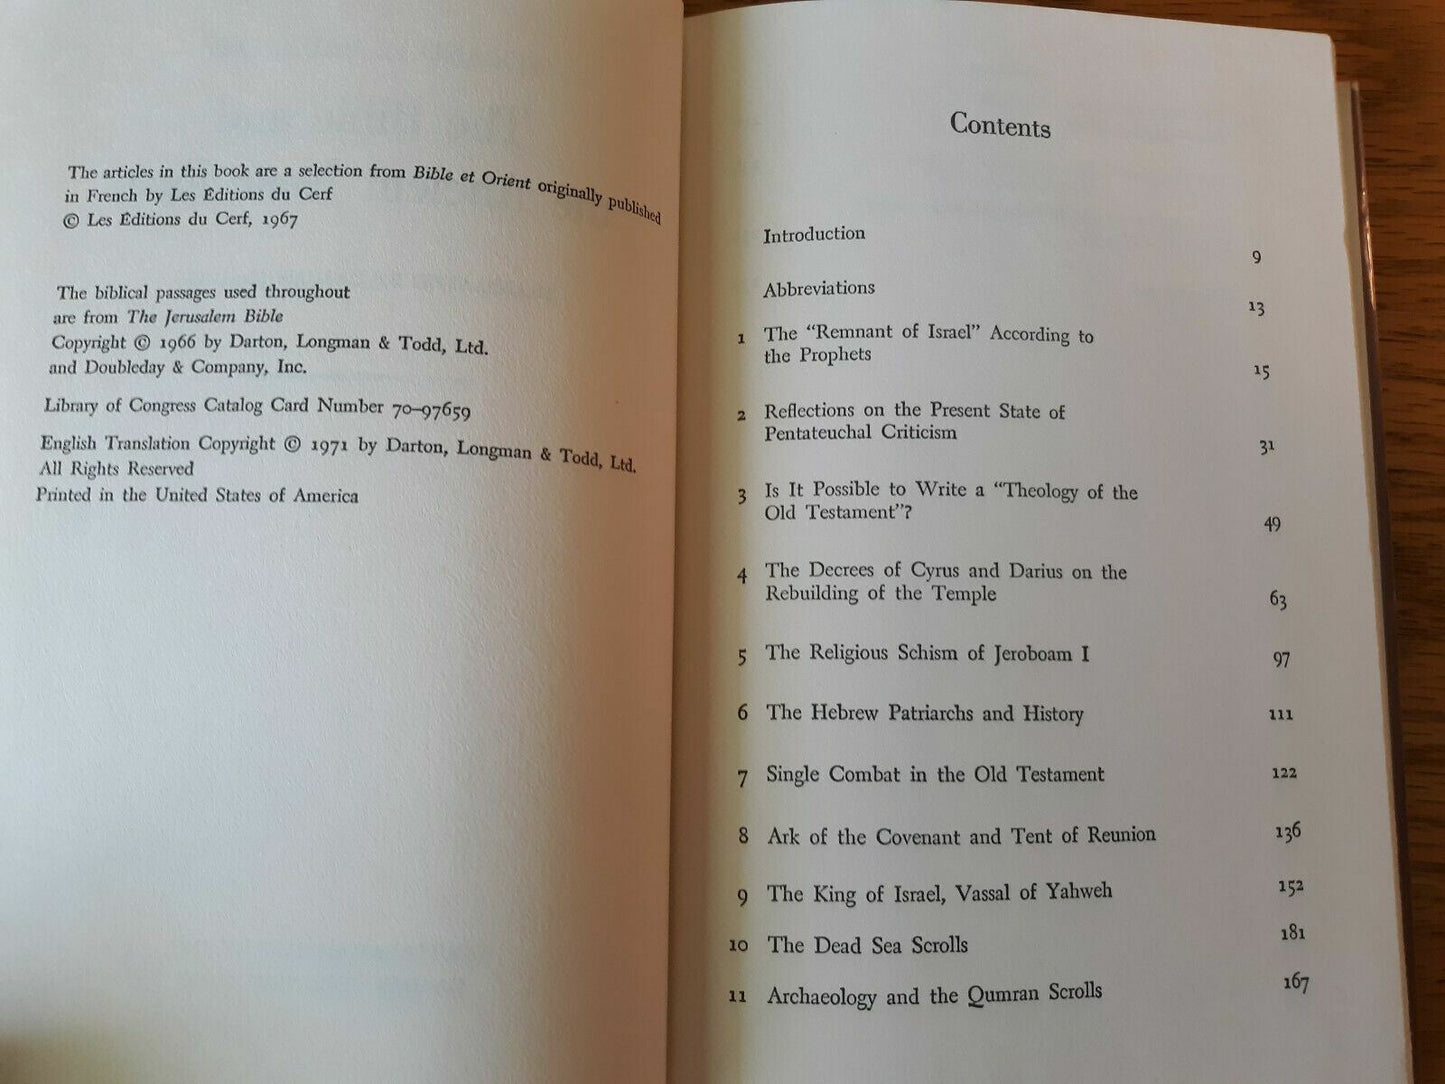 The articles in this book are a selection from Bible et Orient originally published
in French by Les Éditions du Cerf
© Les Éditions du Cerf, 1967
The biblical passages used throughout
are from The Jerusalem Bible
Copyright © 1966 by Darton, Longman & Todd, Ltd.
and Doubleday & Company, Inc.
Library of Congress Catalog Card Number 70–97659
English Translation Copyright © 1971 by Darton, Longman & Todd, Ltd.
All Rights Reserved
Printed in the United States of America
Contents
Introduction 9
Abbreviations 13
1 The “Remnant of Israel” According to
the Prophets 15
2 Reflections on the Present State of
Pentateuchal Criticism 31
3 Is It Possible to Write a “Theology of the
Old Testament”? 49
4 The Decrees of Cyrus and Darius on the
Rebuilding of the Temple 63
5 The Religious Schism of Jeroboam I 97
6 The Hebrew Patriarchs and History 111
7 Single Combat in the Old Testament 122
8 Ark of the Covenant and Tent of Reunion 136
9 The King of Israel, Vassal of Yahweh 152
10 The Dead Sea Scrolls 181
11 Archaeology and the Qumran Scrolls 167